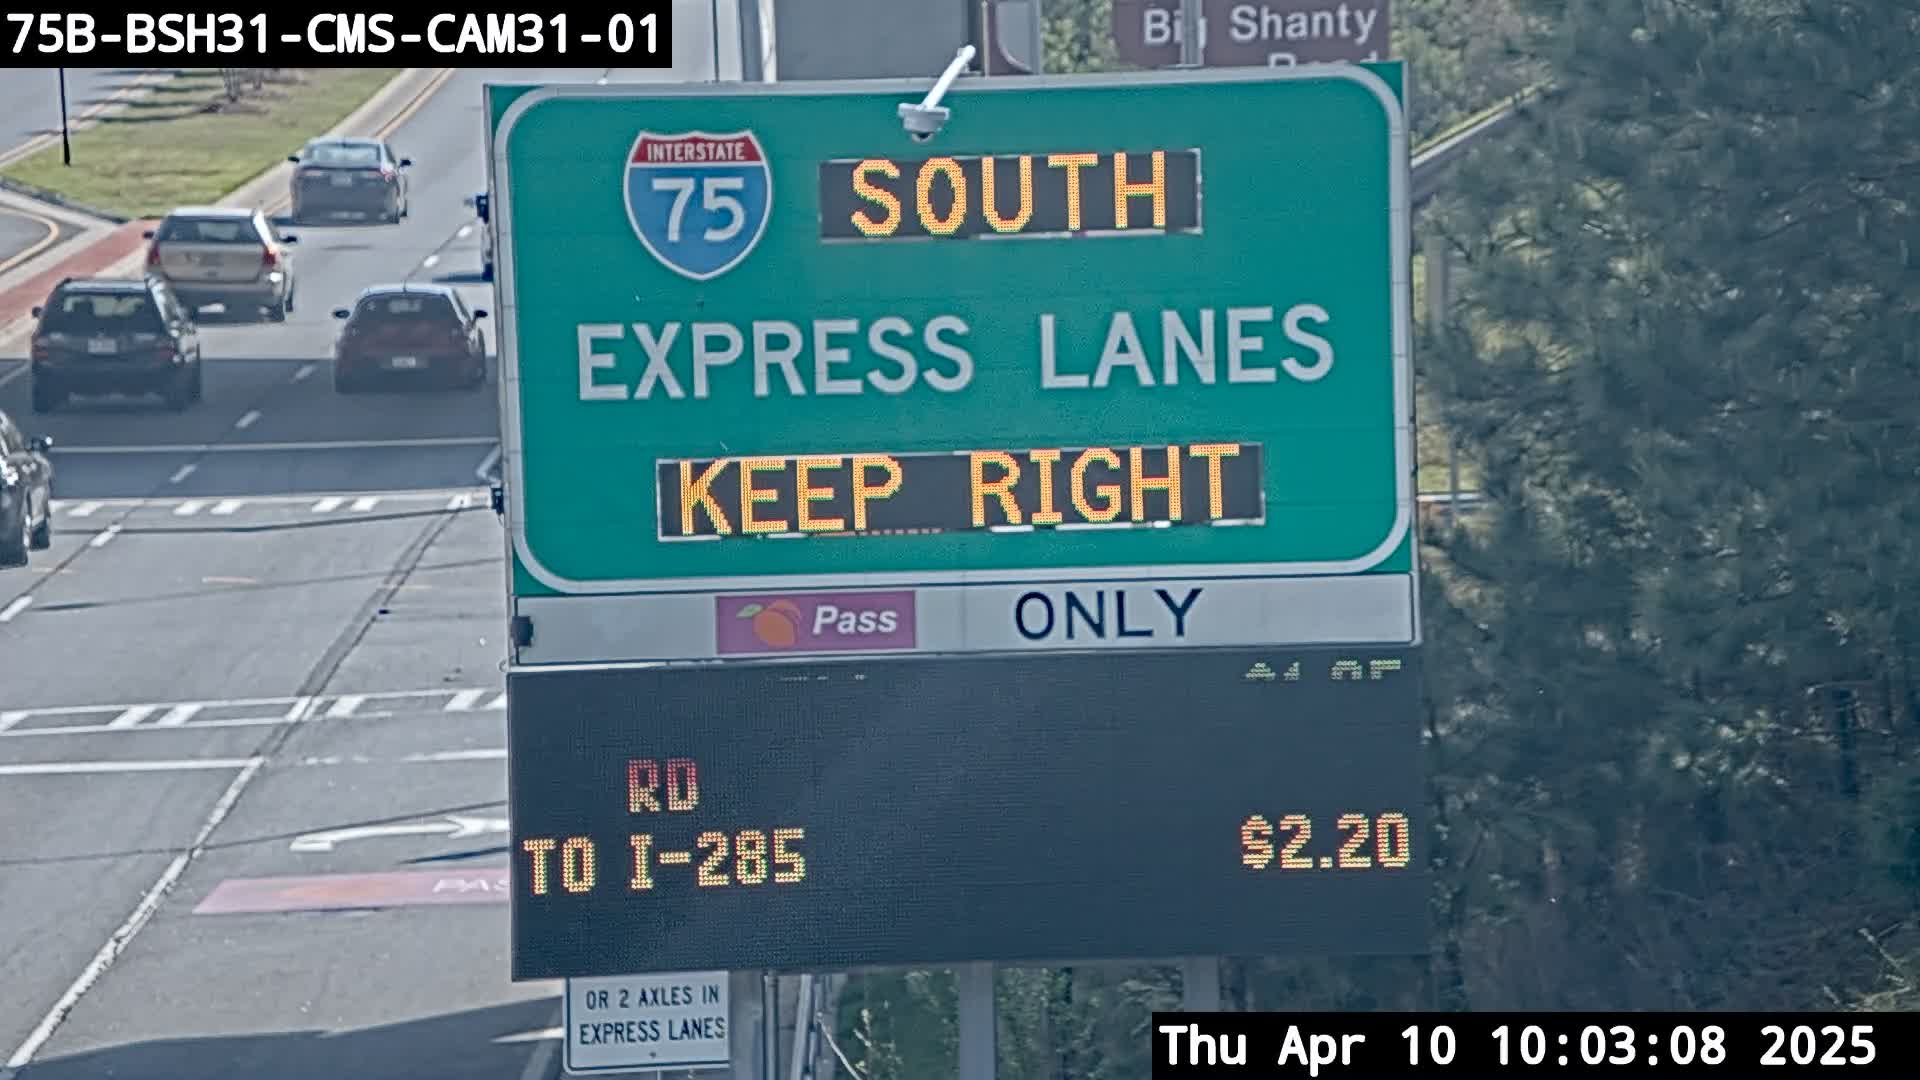 75B-BSH31-CMS-CAM31-01
Big Shanty
Road
INTERSTATE
75
SOUTH
EXPRESS LANES
KEEP RIGHT
Pass ONLY
RD
TO I-285 $2.20
OR 2 AXLES IN
EXPRESS LANES
Thu Apr 10 10:03:08 2025